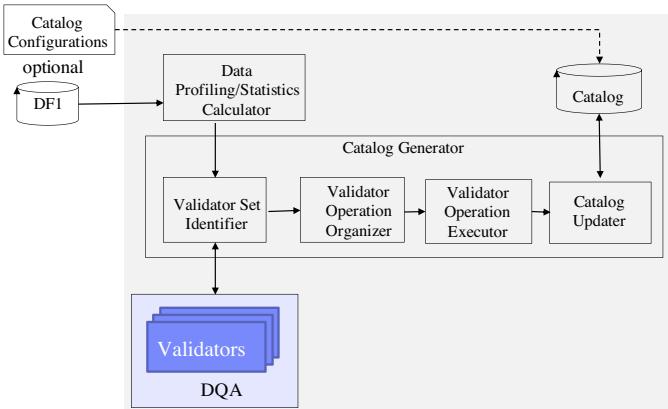 Catalog
Configurations
optional
DF1
Data
Profiling/Statistics
Calculator
Catalog
Catalog Generator
Validator Set
Identifier
Validator
Operation
Organizer
Validator
Operation
Executor
Catalog
Updater
Validators
DQA